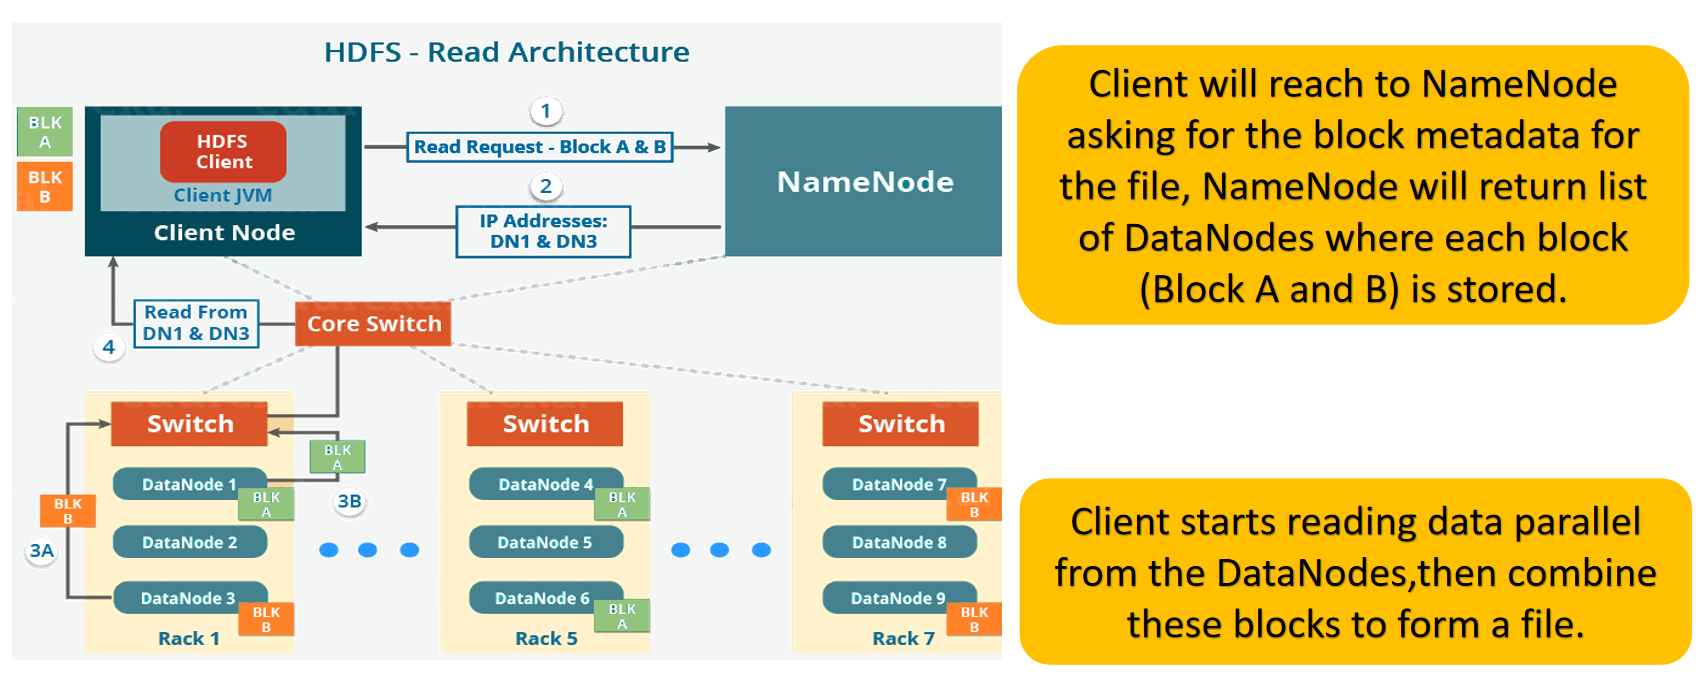 HDFS - Read Architecture
BLK
A
BLK
B
HDFS
Client
Client JVM
Client Node
1
Read Request - Block A & B
2
IP Addresses:
DN1 & DN3
NameNode
Read From
DN1 & DN3
4
Core Switch
Switch
BLK
A
DataNode 1
BLK
A
3B
BLK
B
DataNode 2
3A
DataNode 3
BLK
B
Rack 1
Switch
DataNode 4
BLK
A
DataNode 5
DataNode 6
BLK
A
Rack 5
Switch
DataNode 7
BLK
B
DataNode 8
DataNode 9
BLK
B
Rack 7
Client will reach to NameNode
asking for the block metadata for
the file, NameNode will return list
of DataNodes where each block
(Block A and B) is stored.
Client starts reading data parallel
from the DataNodes,then combine
these blocks to form a file.